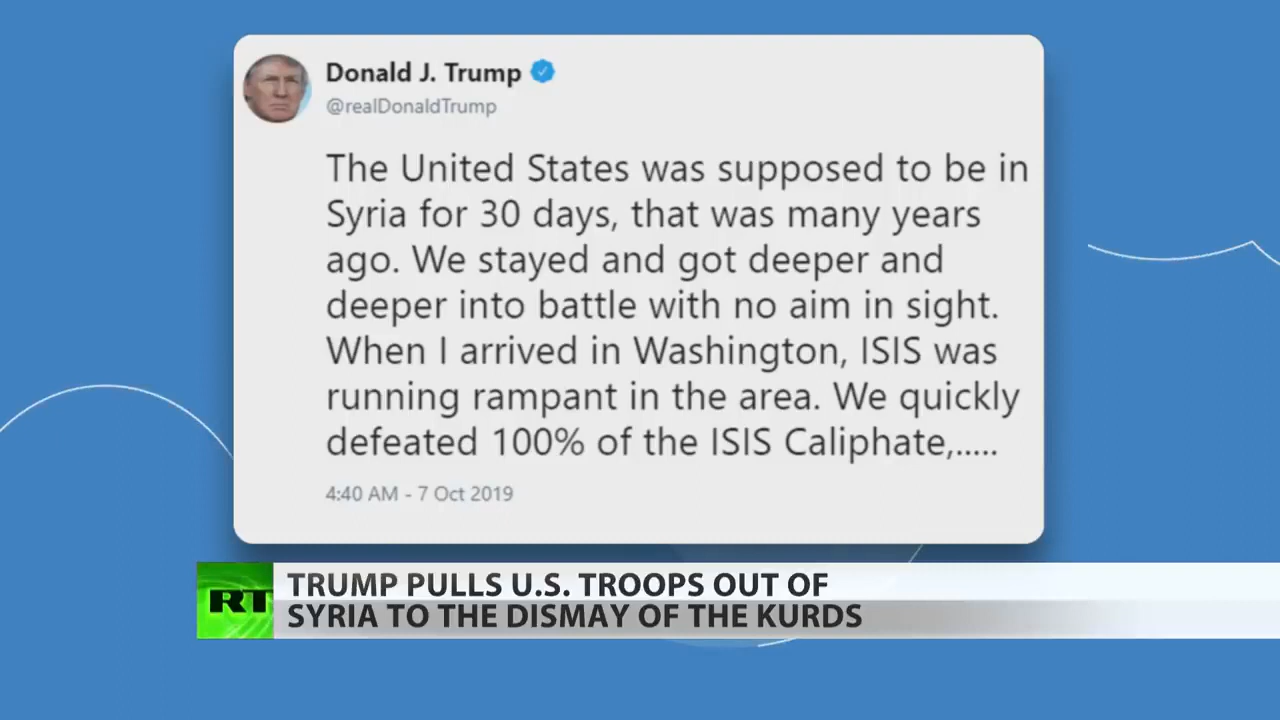 Donald J. Trump
@realDonaldTrump
The United States was supposed to be in
Syria for 30 days, that was many years
ago. We stayed and got deeper and
deeper into battle with no aim in sight.
When I arrived in Washington, ISIS was
running rampant in the area. We quickly
defeated 100% of the ISIS Caliphate,.....
4:40 AM - 7 Oct 2019
RT
TRUMP PULLS U.S. TROOPS OUT OF
SYRIA TO THE DISMAY OF THE KURDS